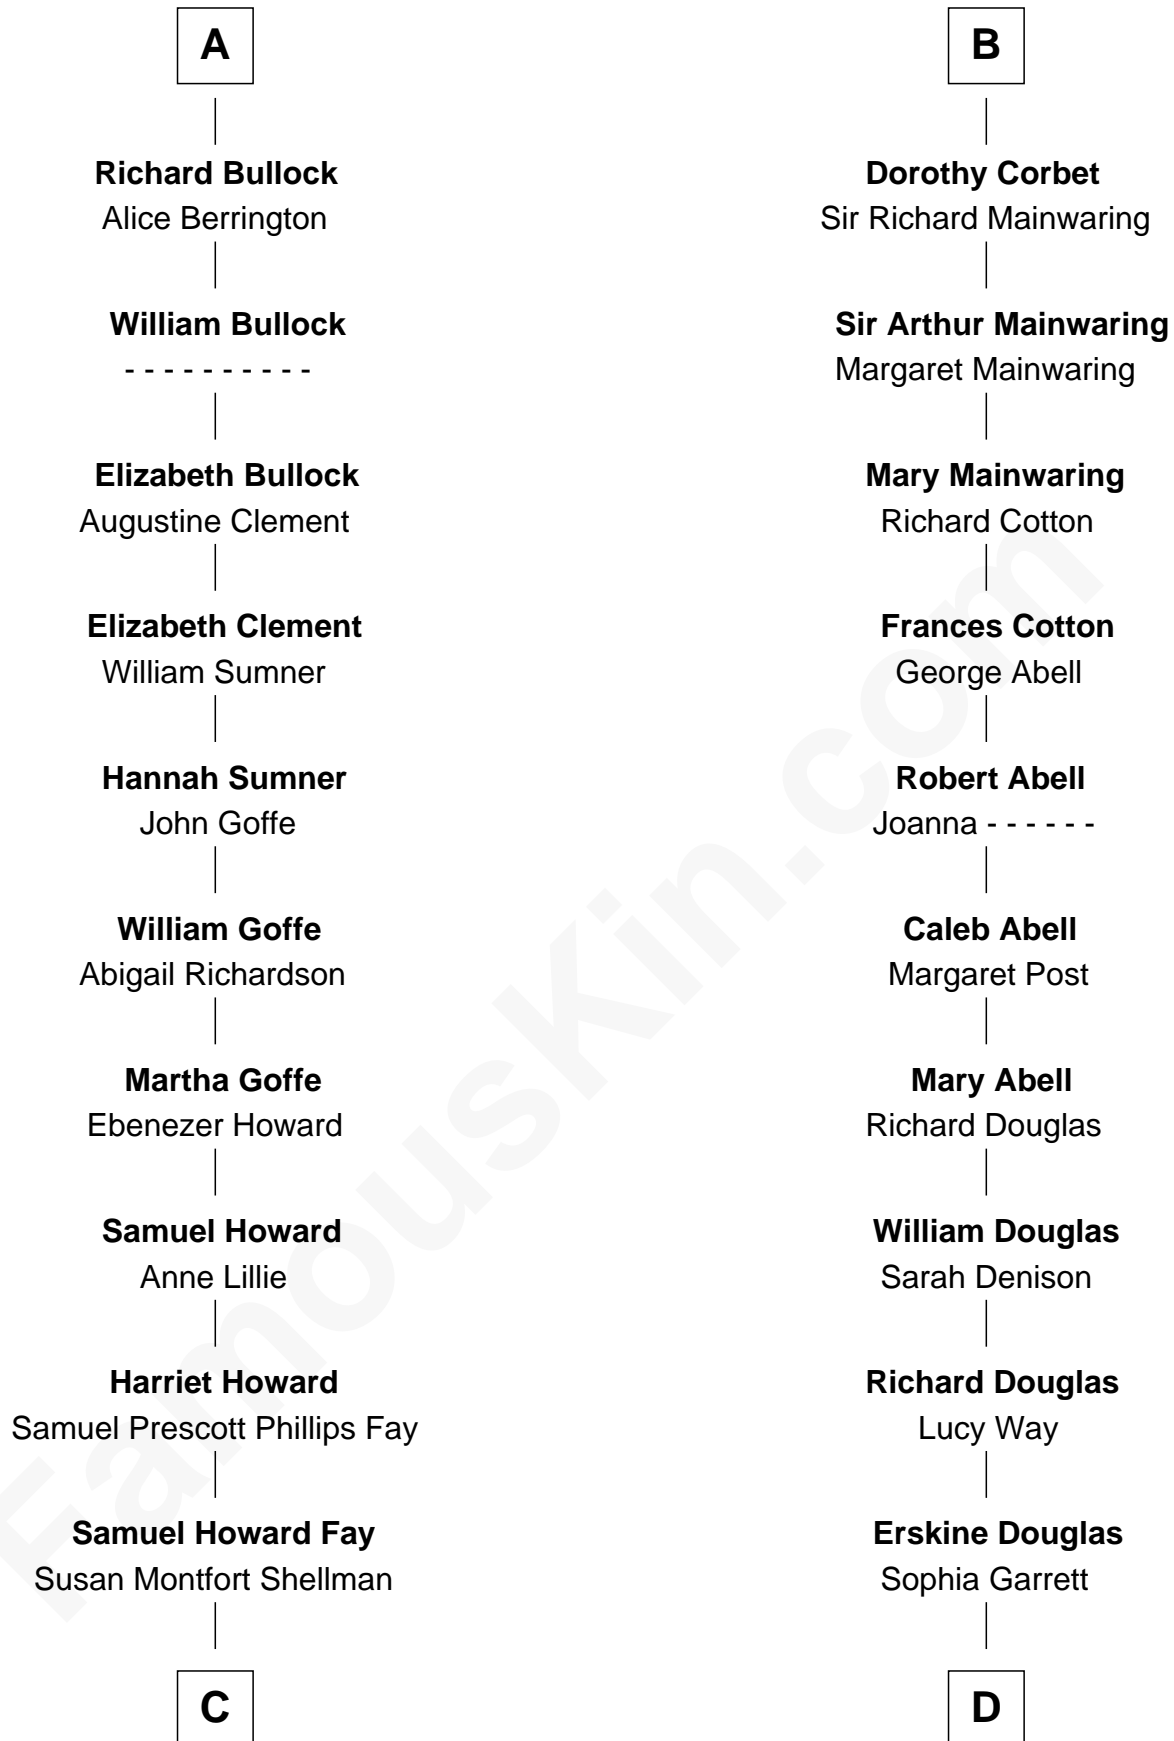 A
Richard Bullock
Alice Berrington
William Bullock
- - - - - - - - - -
Elizabeth Bullock
Augustine Clement
Elizabeth Clement
William Sumner
Hannah Sumner
John Goffe
William Goffe
Abigail Richardson
Martha Goffe
Ebenezer Howard
Samuel Howard
Anne Lillie
Harriet Howard
Samuel Prescott Phillips Fay
Samuel Howard Fay
Susan Montfort Shellman
C
B
Dorothy Corbet
Sir Richard Mainwaring
Sir Arthur Mainwaring
Margaret Mainwaring
Mary Mainwaring
Richard Cotton
Frances Cotton
George Abell
Robert Abell
Joanna - - - - - -
Caleb Abell
Margaret Post
Mary Abell
Richard Douglas
William Douglas
Sarah Denison
Richard Douglas
Lucy Way
Erskine Douglas
Sophia Garrett
D
FamousKin.com